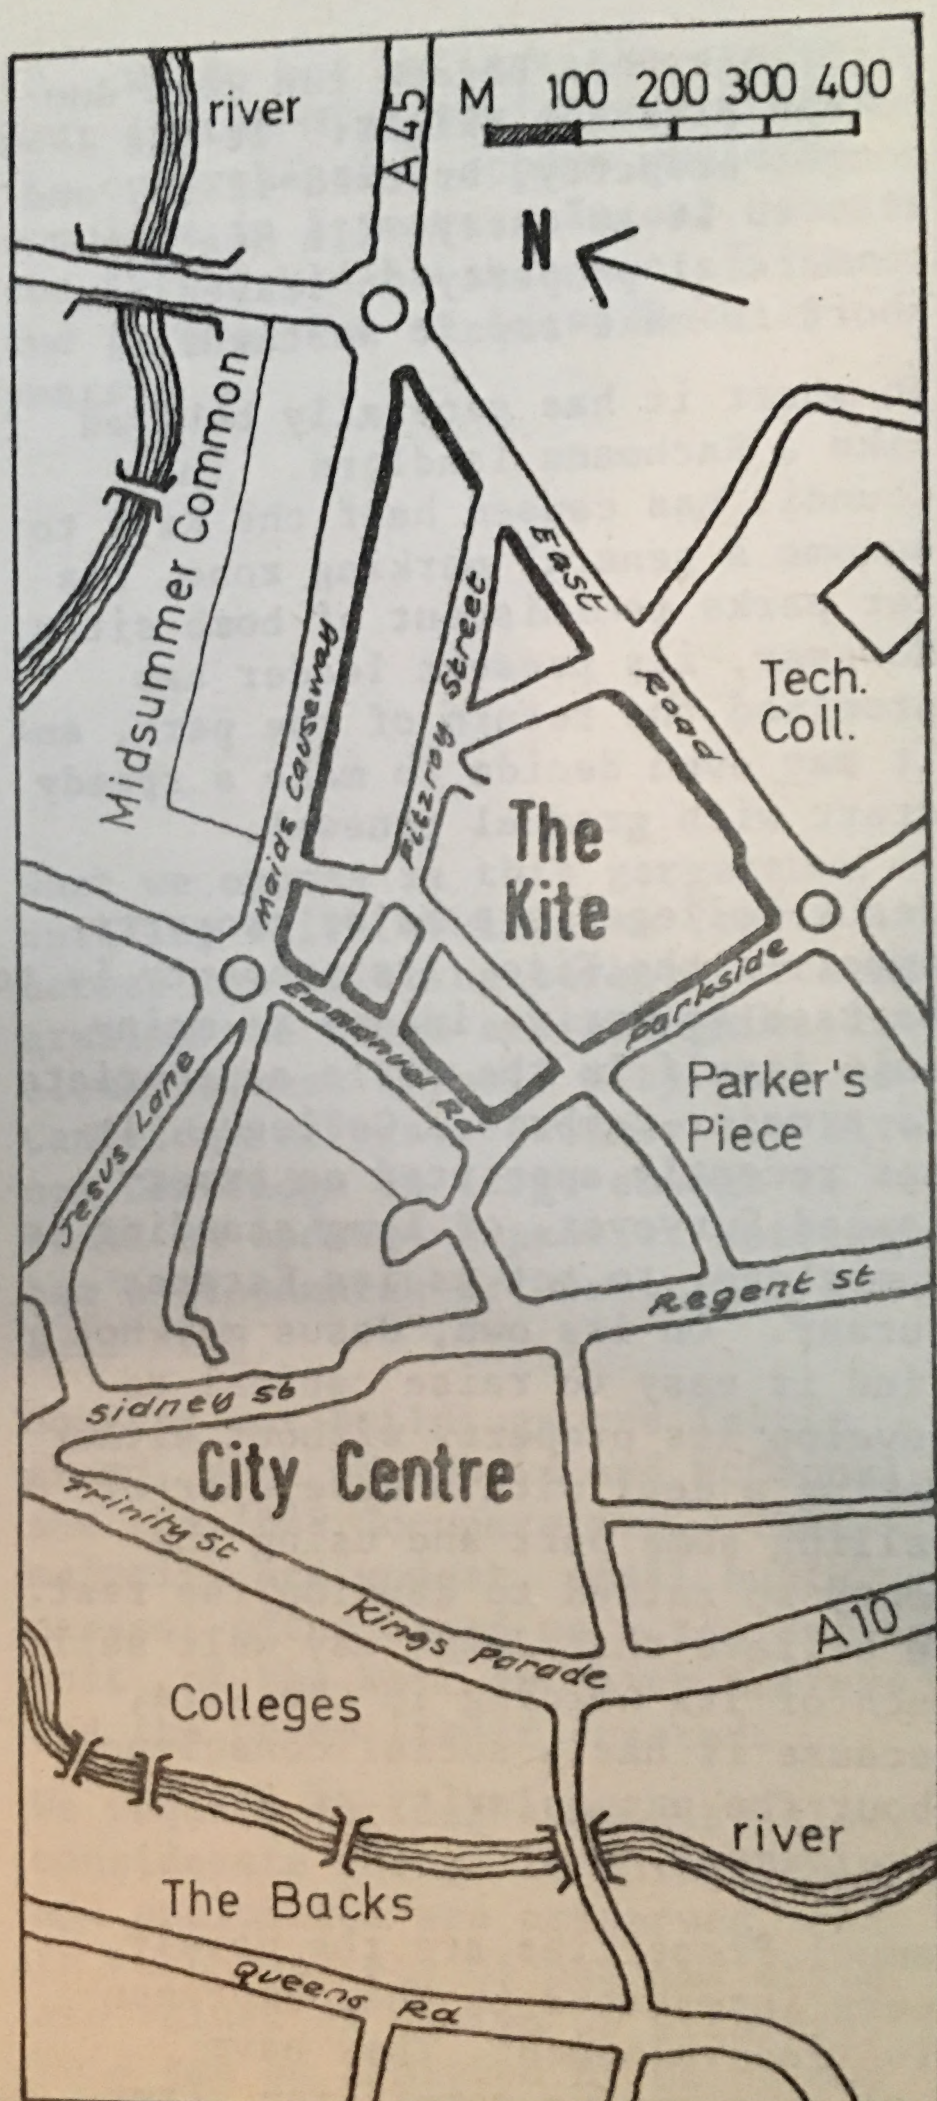 M 100 200 300 400
river
A45
N
Midsummer Common
East
Road
Tech.
Coll.
Maids Causeway
Fitzroy Street
The
Kite
Parkside
Emmanuel Rd
Jesus Lane
Parker's
Piece
Regent St
Sidney St
City Centre
Trinity St
Kings Parade
A10
Colleges
river
The Backs
Queens Rd